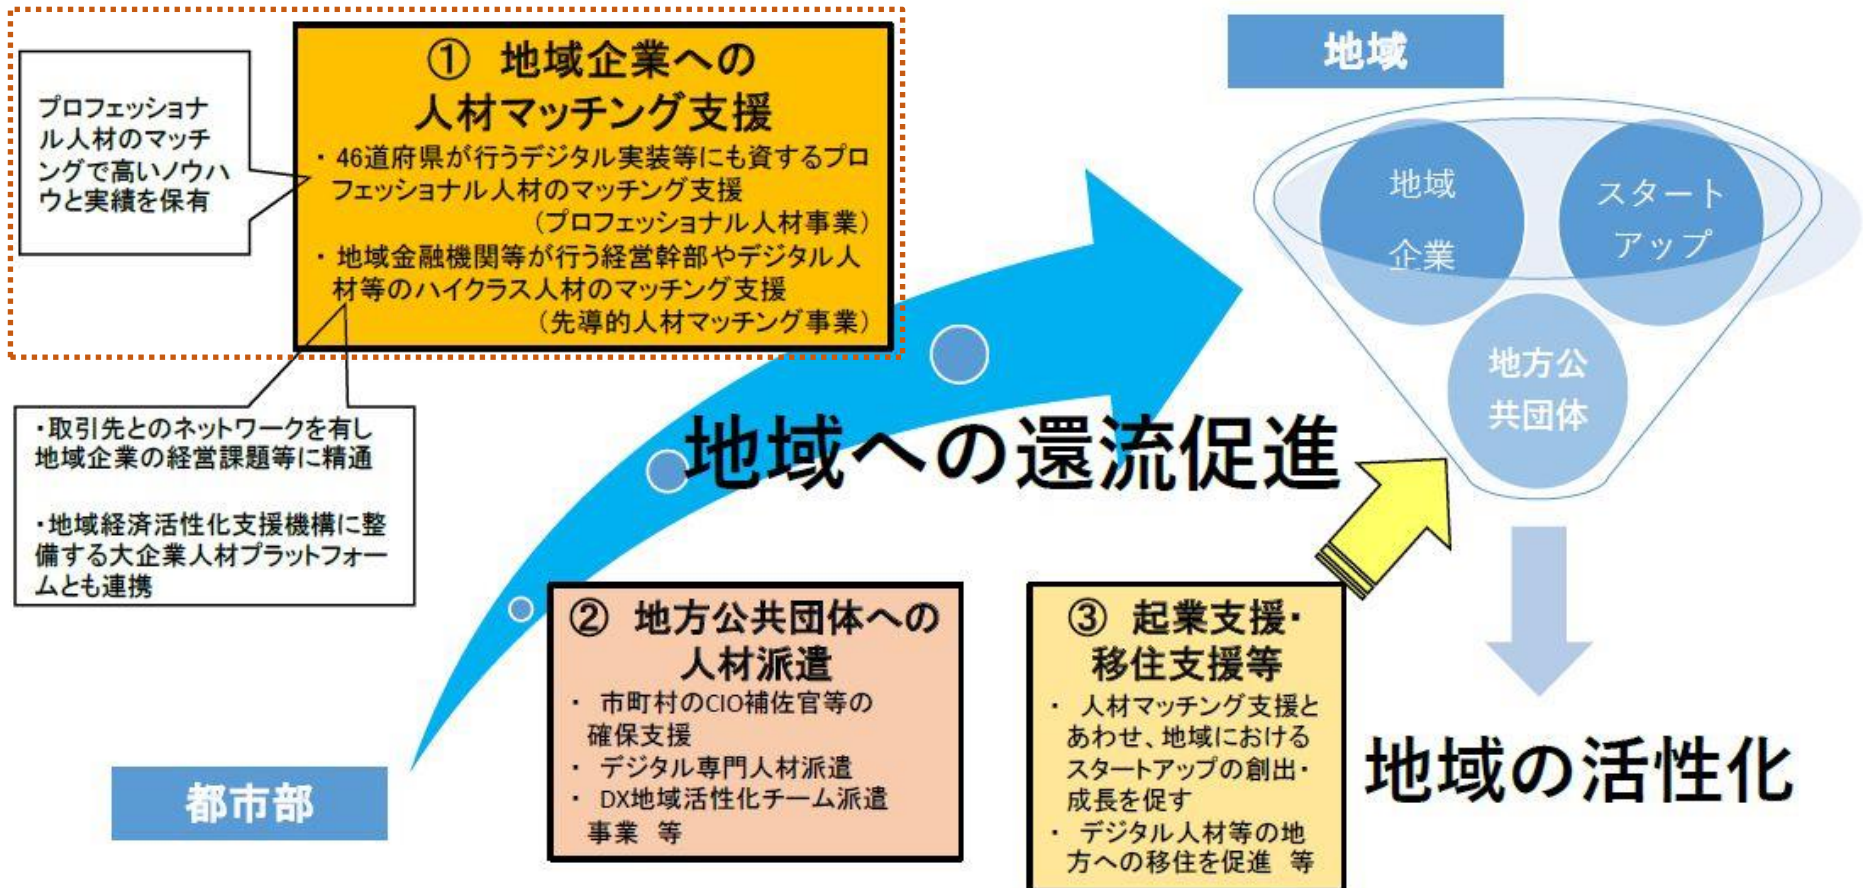 プロフェッショナ
ル人材のマッチ
ングで高いノウハ
ウと実績を保有
① 地域企業への
人材マッチング支援
・ 46道府県が行うデジタル実装等にも資するプロ
フェッショナル人材のマッチング支援
（プロフェッショナル人材事業）
・ 地域金融機関等が行う経営幹部やデジタル人
材等のハイクラス人材のマッチング支援
（先導的人材マッチング事業）
・取引先とのネットワークを有し
地域企業の経営課題等に精通
・地域経済活性化支援機構に整
備する大企業人材プラットフォー
ムとも連携
地域
地域
企業
スタート
アップ
地方公
共団体
地域への還流促進
② 地方公共団体への
人材派遣
・ 市町村のCIO補佐官等の
確保支援
・ デジタル専門人材派遣
・ DX地域活性化チーム派遣
事業 等
③ 起業支援・
移住支援等
・ 人材マッチング支援と
あわせ、地域における
スタートアップの創出・
成長を促す
・ デジタル人材等の地
方への移住を促進 等
都市部
地域の活性化